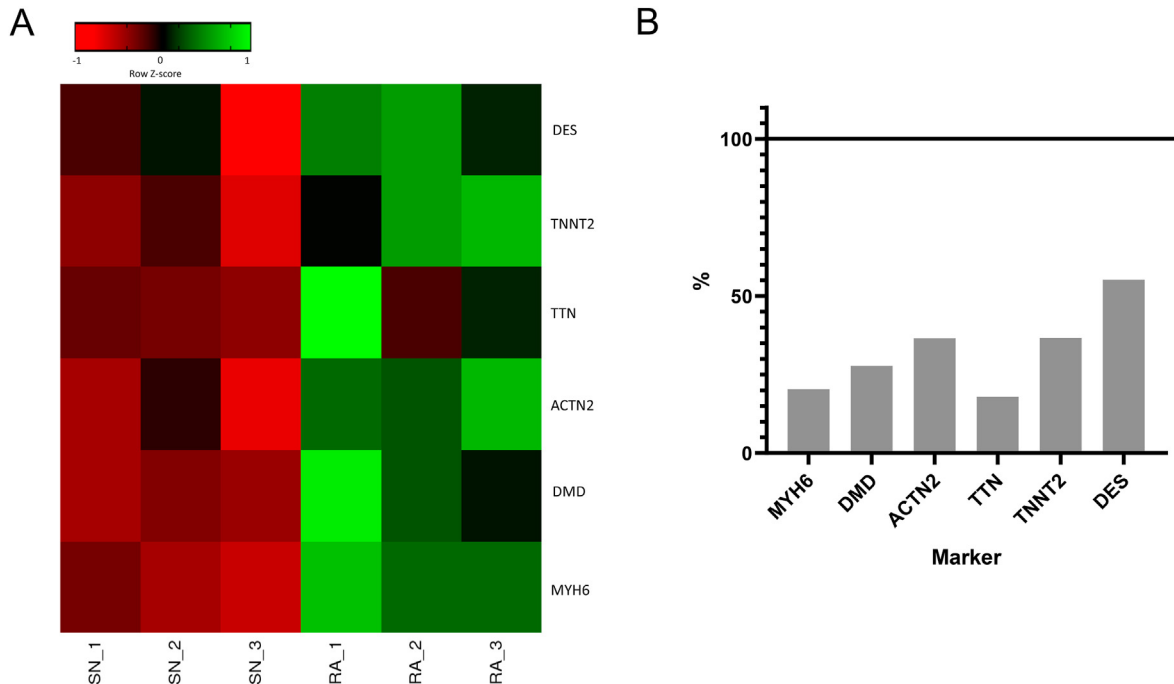 A
-1 0 1
Row Z-score
DES
TNNT2
TTN
ACTN2
DMD
MYH6
SN_1 SN_2 SN_3 RA_1 RA_2 RA_3
B
100
50
0
%
MYH6 DMD ACTN2 TTN TNNT2 DES
Marker